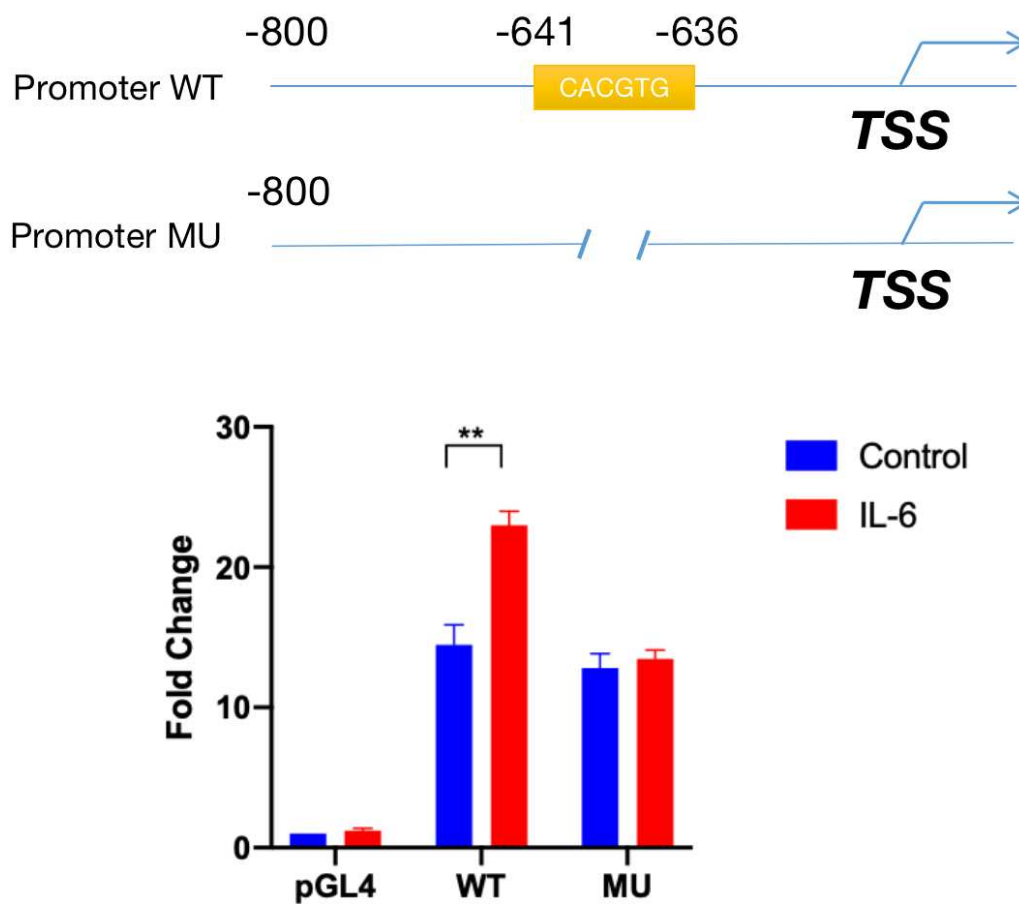 -800 -641 -636
Promoter WT CACGTG
TSS
-800
Promoter MU
TSS
30
** Control
20 IL-6
Fold Change
10
0
pGL4 WT MU